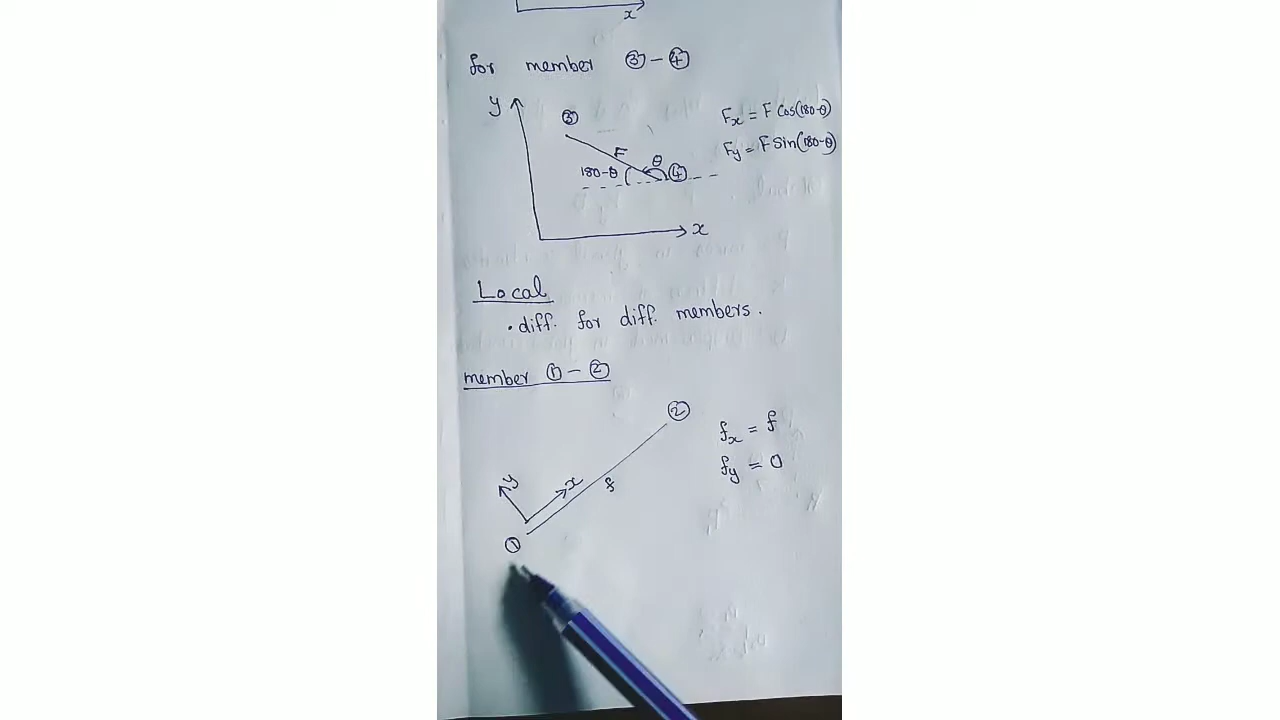 x
for member ③-④
y
③
Fx = F Cos(180-θ)
F
θ
Fy = F Sin(180-θ)
180-θ
④
x
Local
• diff. for diff. members.
member ①-②
②
fx = f
fy = 0
y
x
f
①